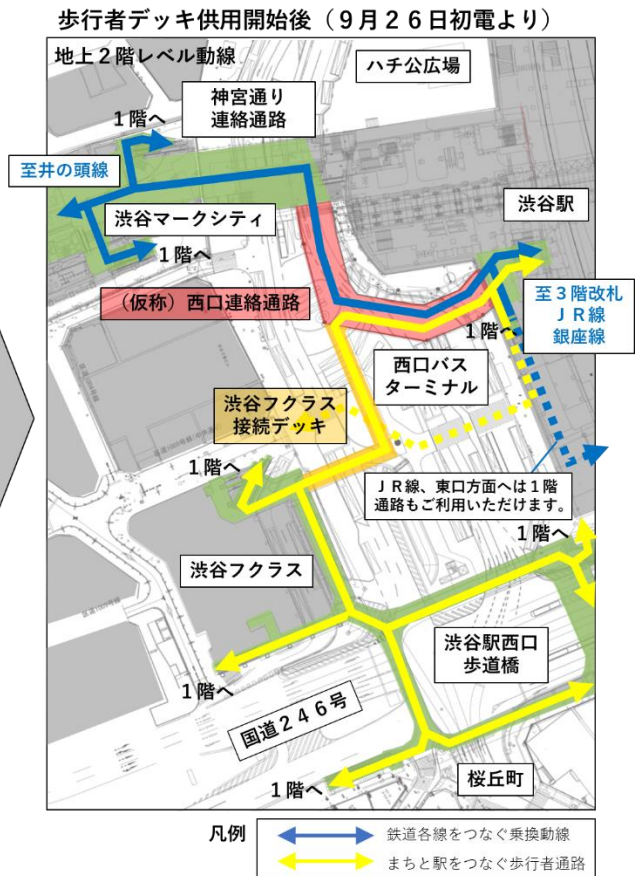 歩行者デッキ供用開始後(9月26日初電より)
地上2階レベル動線
ハチ公広場
神宮通り
連絡通路
1階へ
至井の頭線
渋谷駅
渋谷マークシティ
1階へ
(仮称)西口連絡通路
至3階改札
JR線
銀座線
1階へ
西口バス
ターミナル
渋谷フクラス
接続デッキ
1階へ
JR線、東口方面へは1階
通路もご利用いただけます。
1階へ
渋谷フクラス
渋谷駅西口
歩道橋
1階へ
国道246号
桜丘町
1階へ
凡例
鉄道各線をつなぐ乗換動線
まちと駅をつなぐ歩行者通路